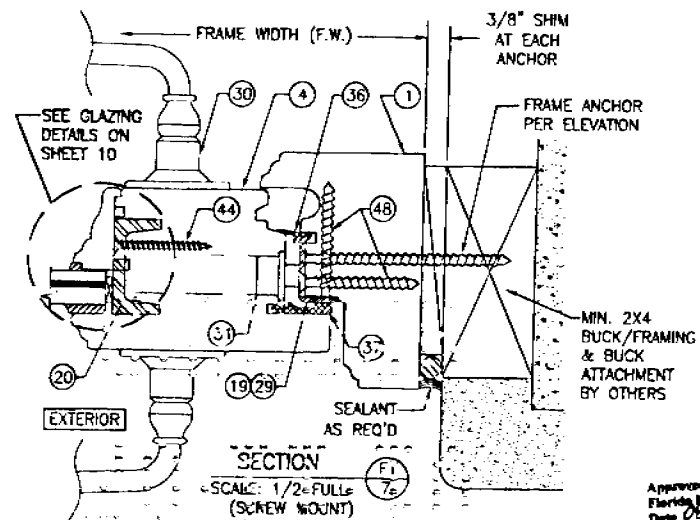 FRAME WIDTH (F.W.)
3/8" SHIM
AT EACH
ANCHOR
30
4
36
1
SEE GLAZING
DETAILS ON
SHEET 10
FRAME ANCHOR
PER ELEVATION
44
48
MIN. 2X4
BUCK/FRAMING
& BUCK
ATTACHMENT
BY OTHERS
31
37
20
19
29
EXTERIOR
SEALANT
AS REQ'D
SECTION
F1
7
SCALE: 1/2=FULL
(SCREW MOUNT)
Florida
Date